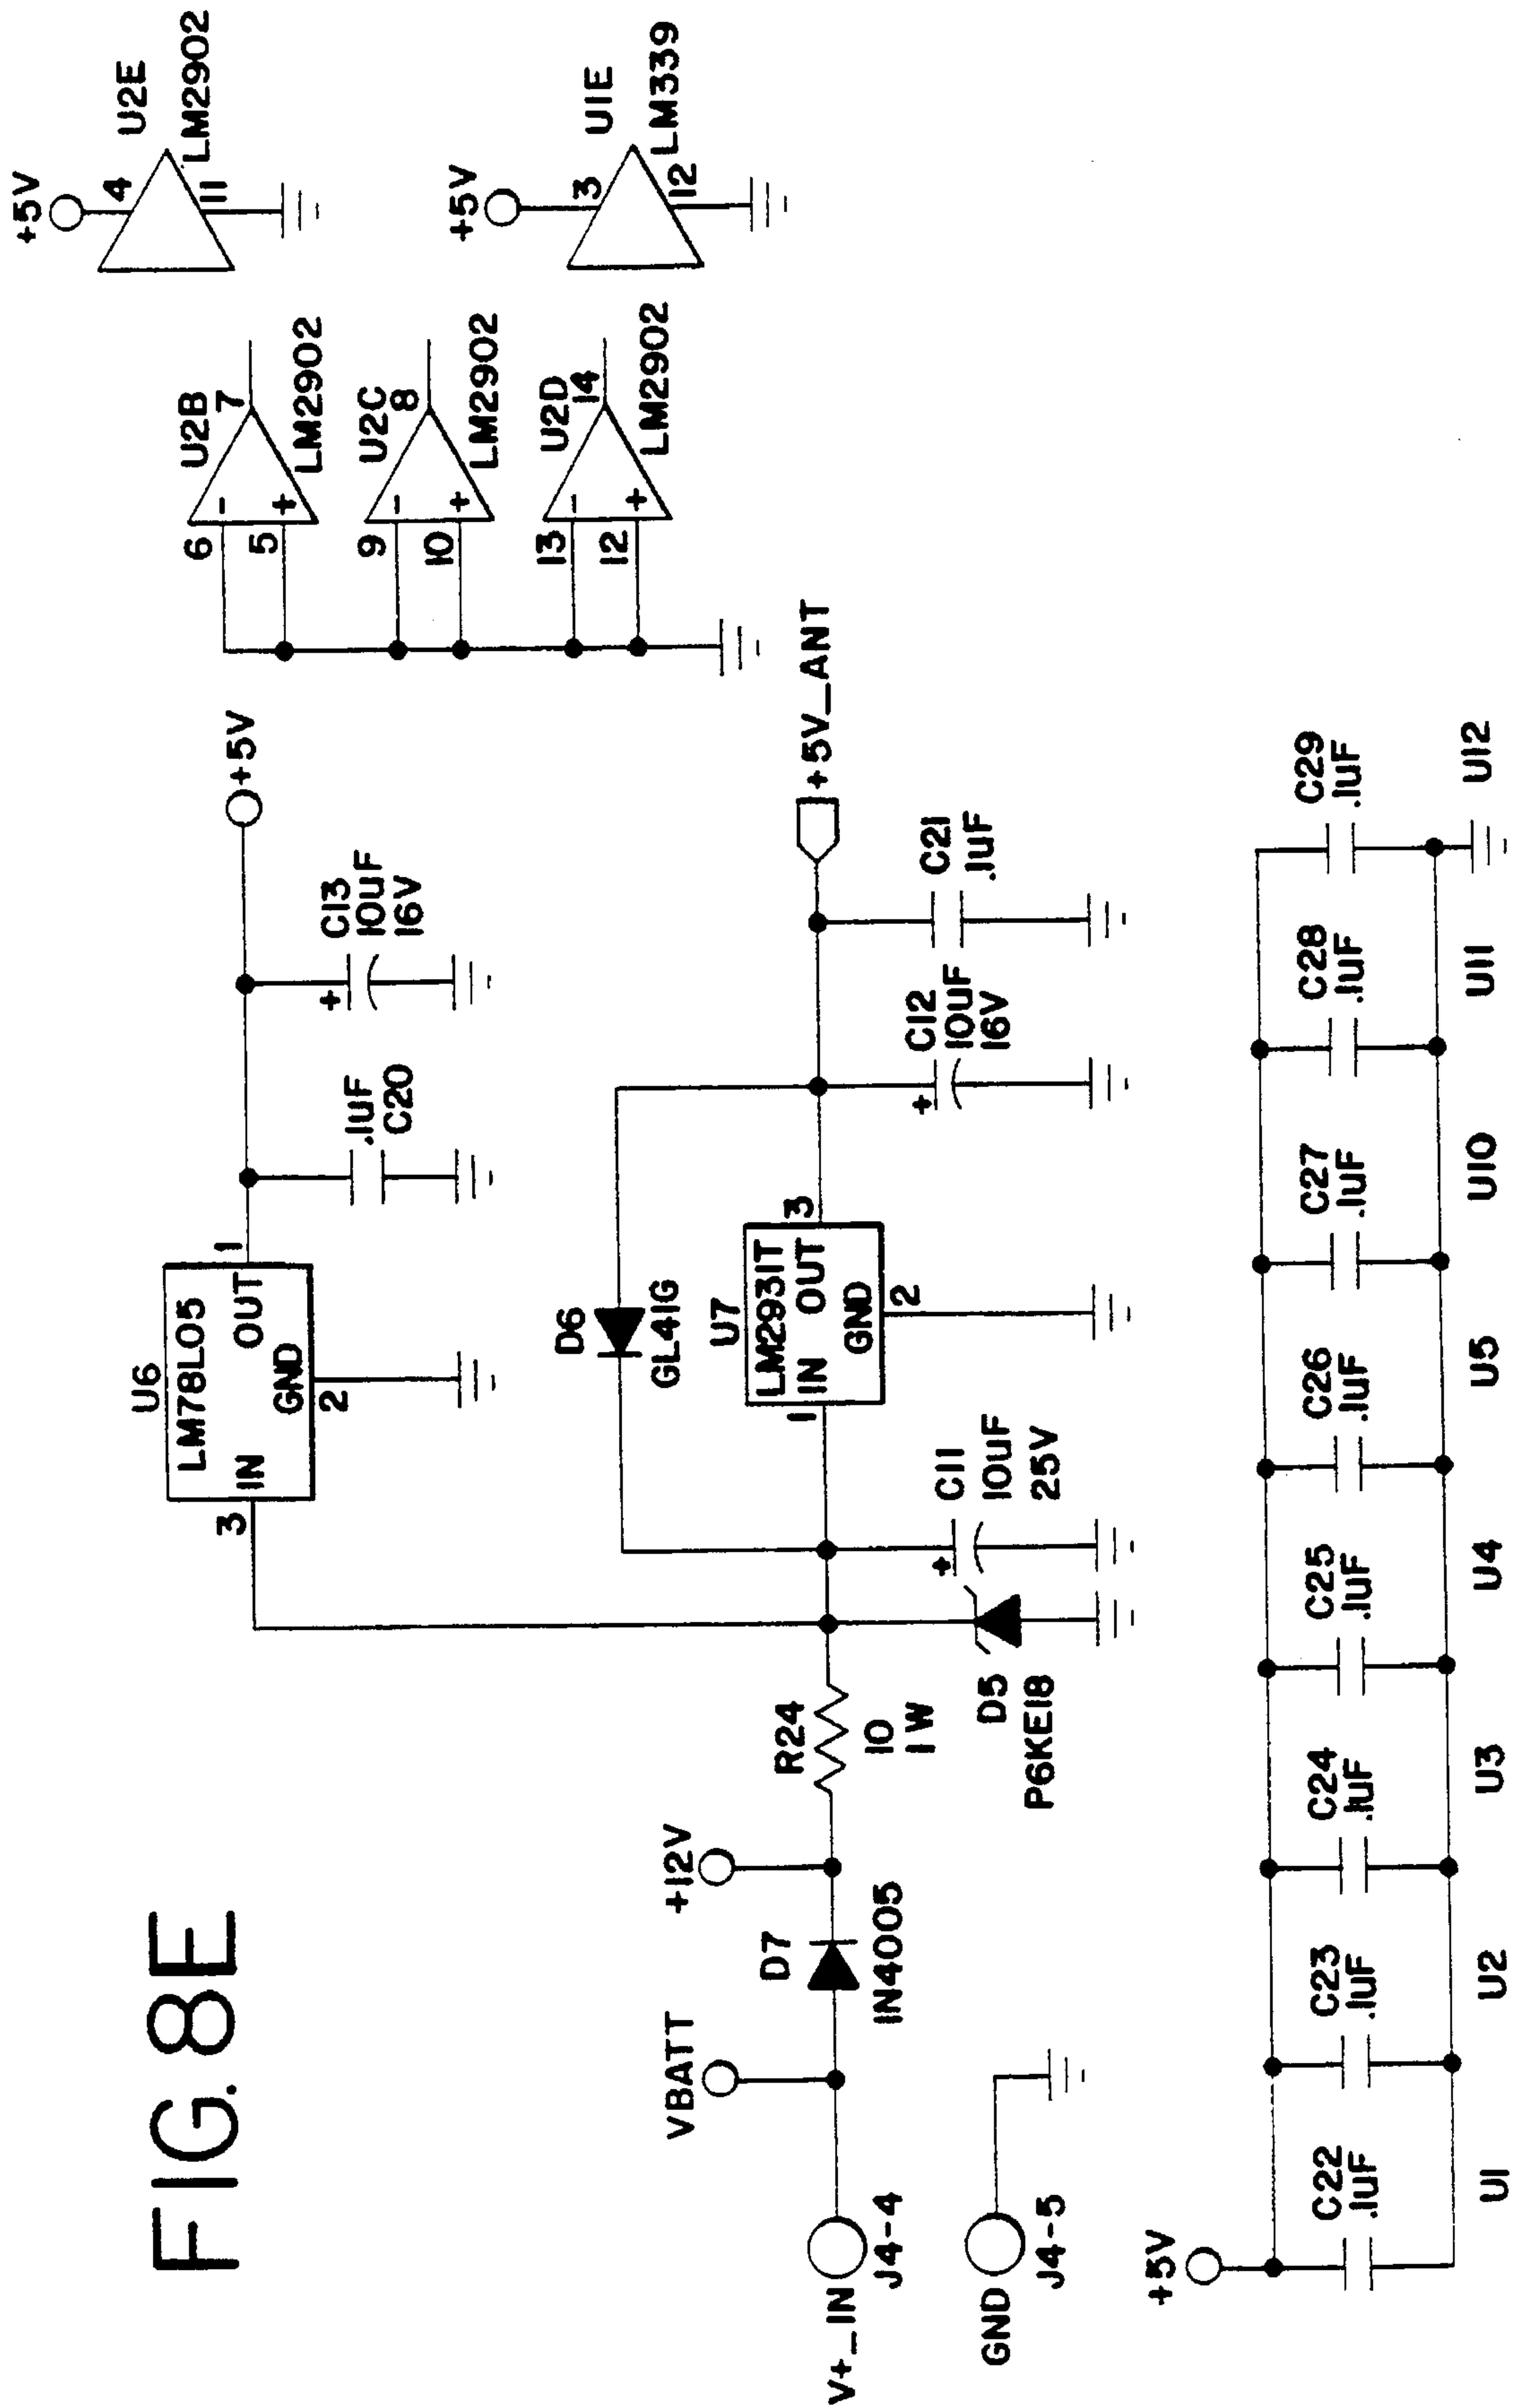 FIG. 8E
U6
LM78L05
IN
OUT
GND
3
1
2
.1uF
C20
C13
10uF
16V
+
+5V
U2B
6
-
5
+
7
LM2902
U2C
9
-
10
+
8
LM2902
U2D
13
-
12
+
14
LM2902
+5V
4
U2E
11
LM2902
+5V
3
U1E
12
LM339
V+_IN
J4-4
VBATT
D7
1N4005
+12V
R24
10
1W
D5
P6KE18
+
C11
10uF
25V
D6
GL41G
U7
LM2931T
IN
OUT
GND
1
3
2
+
C12
10uF
16V
C21
.1uF
+5V_ANT
GND
J4-5
+5V
C22
.1uF
C23
.1uF
C24
.1uF
C25
.1uF
C26
.1uF
C27
.1uF
C28
.1uF
C29
.1uF
U1
U2
U3
U4
U5
U10
U11
U12